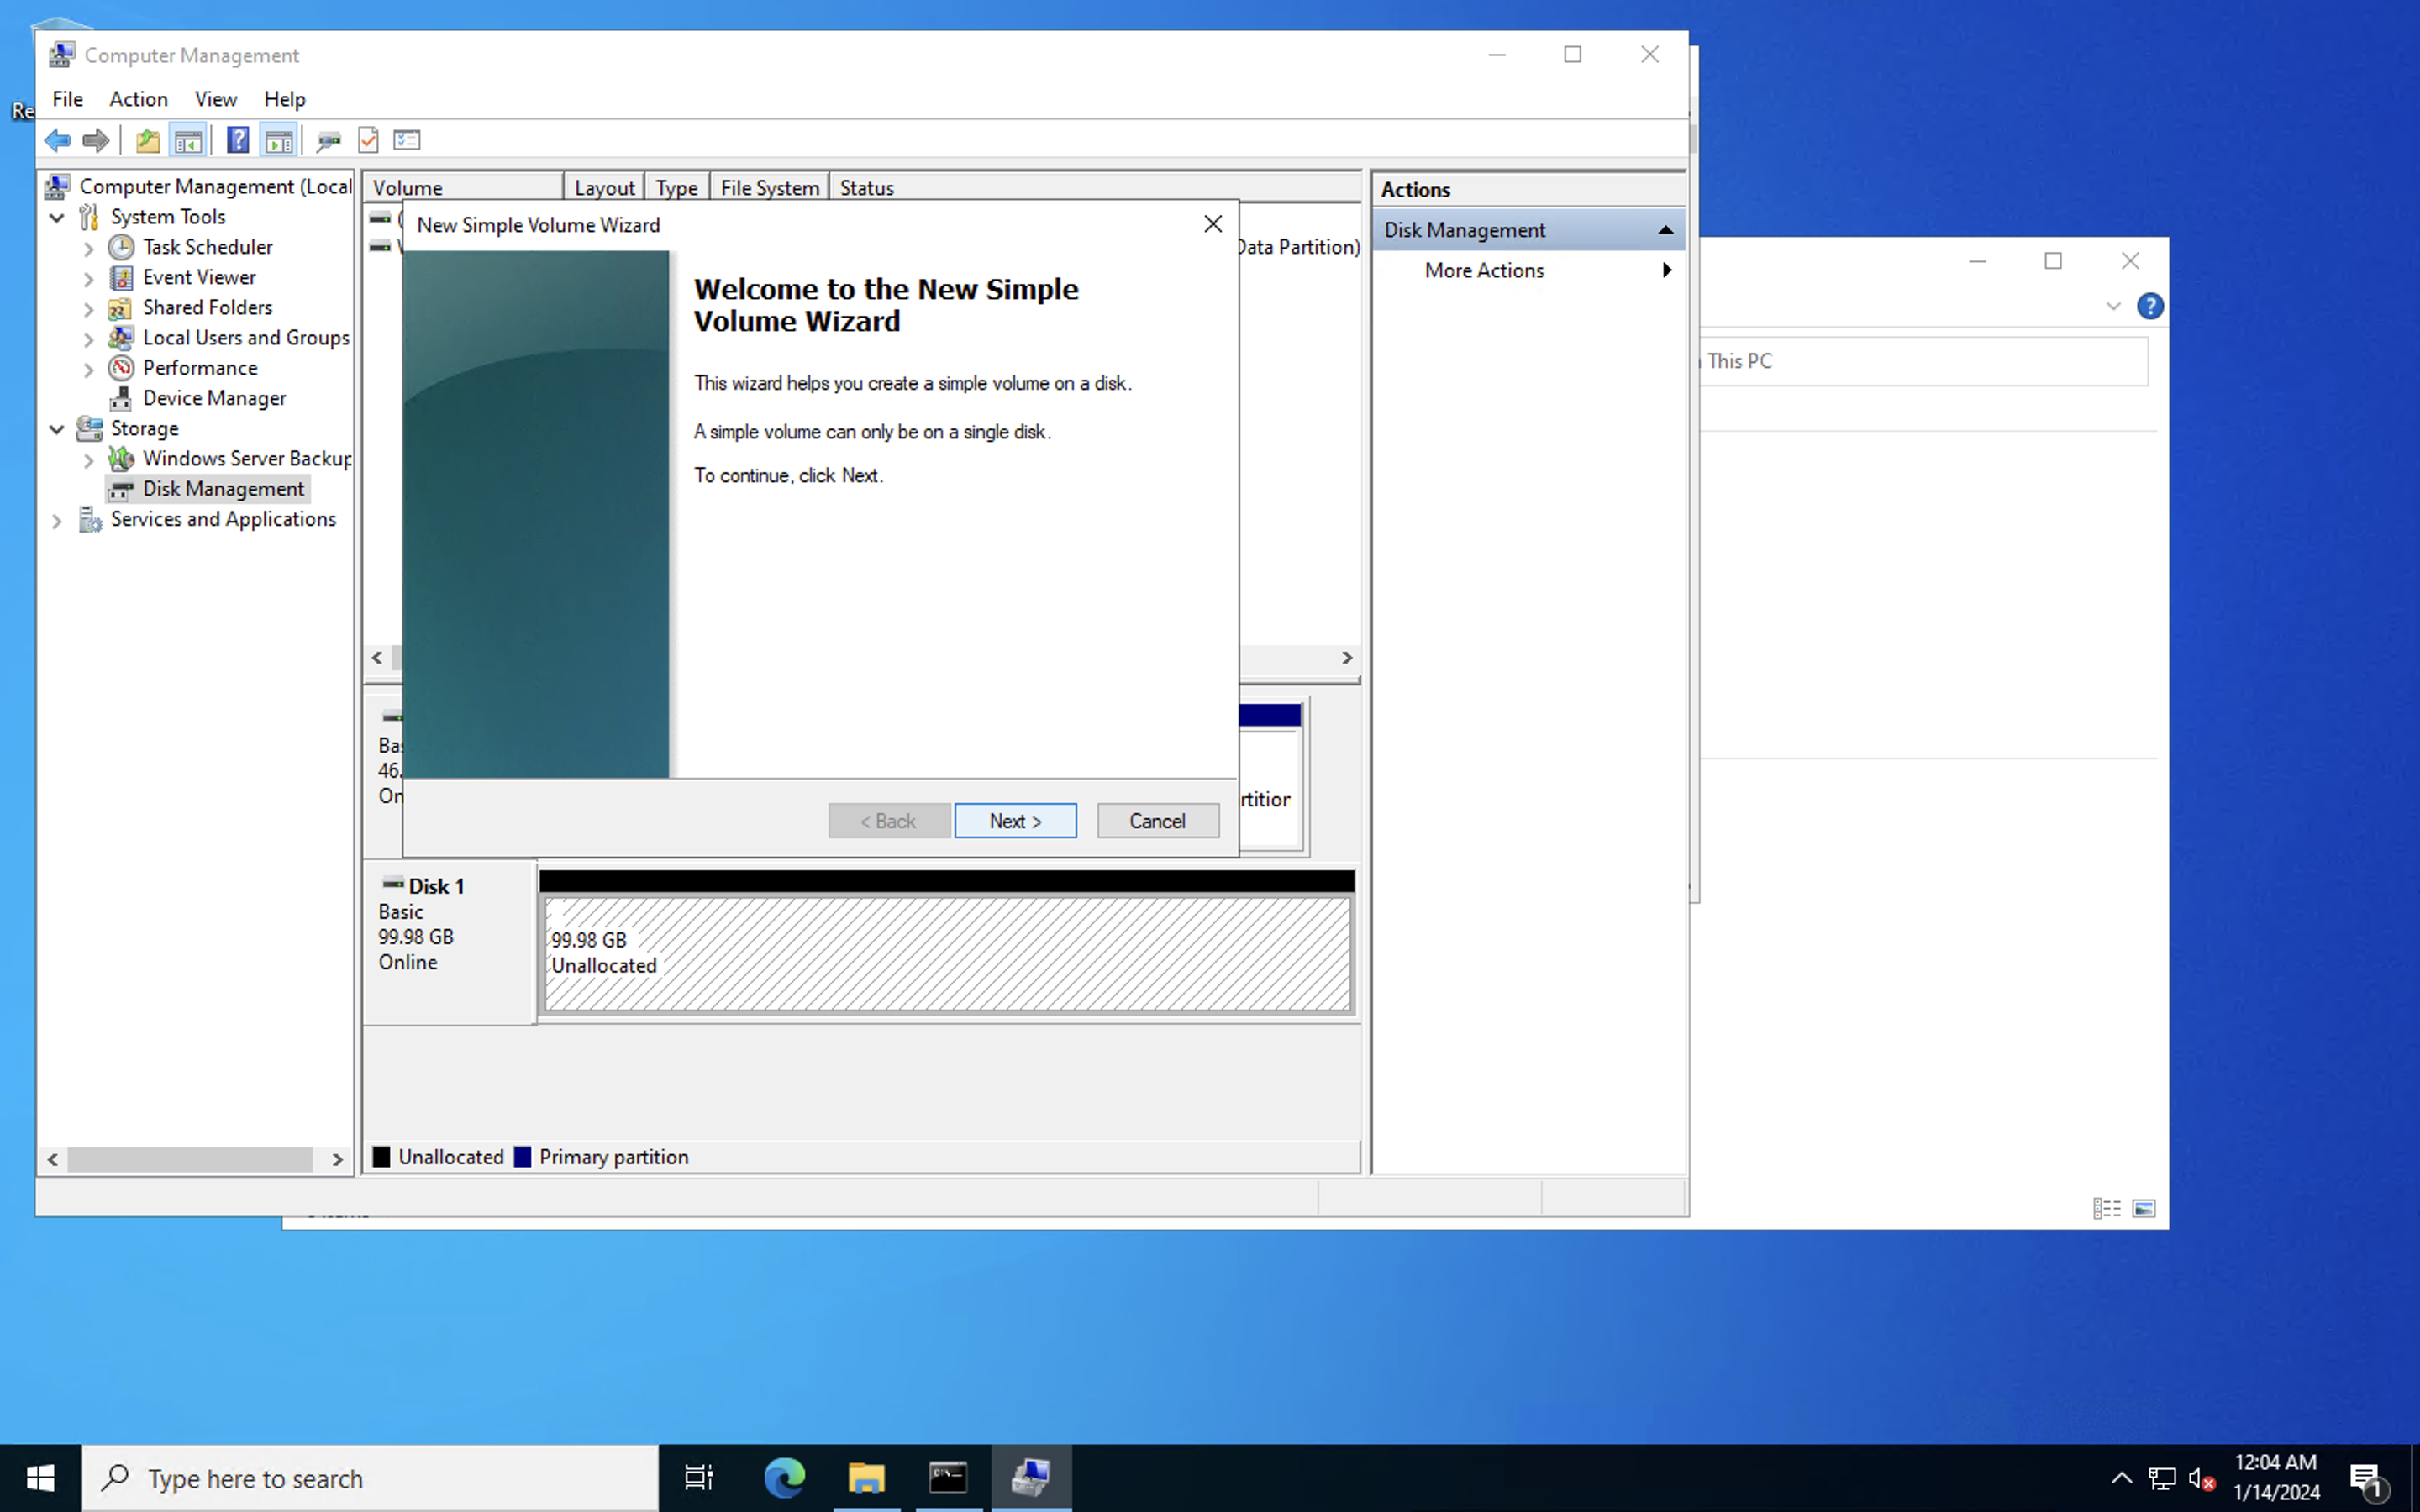 Re
Computer Management
File Action View Help
Computer Management (Local
System Tools
Task Scheduler
Event Viewer
Shared Folders
Local Users and Groups
Performance
Device Manager
Storage
Windows Server Backup
Disk Management
Services and Applications
Volume Layout Type File System Status
Data Partition)
New Simple Volume Wizard
Welcome to the New Simple
Volume Wizard
This wizard helps you create a simple volume on a disk.
A simple volume can only be on a single disk.
To continue, click Next.
< Back Next > Cancel
Bas
46.
On
Disk 1
Basic
99.98 GB
Online
99.98 GB
Unallocated
Unallocated Primary partition
Actions
Disk Management
More Actions
This PC
Type here to search
12:04 AM
1/14/2024
1